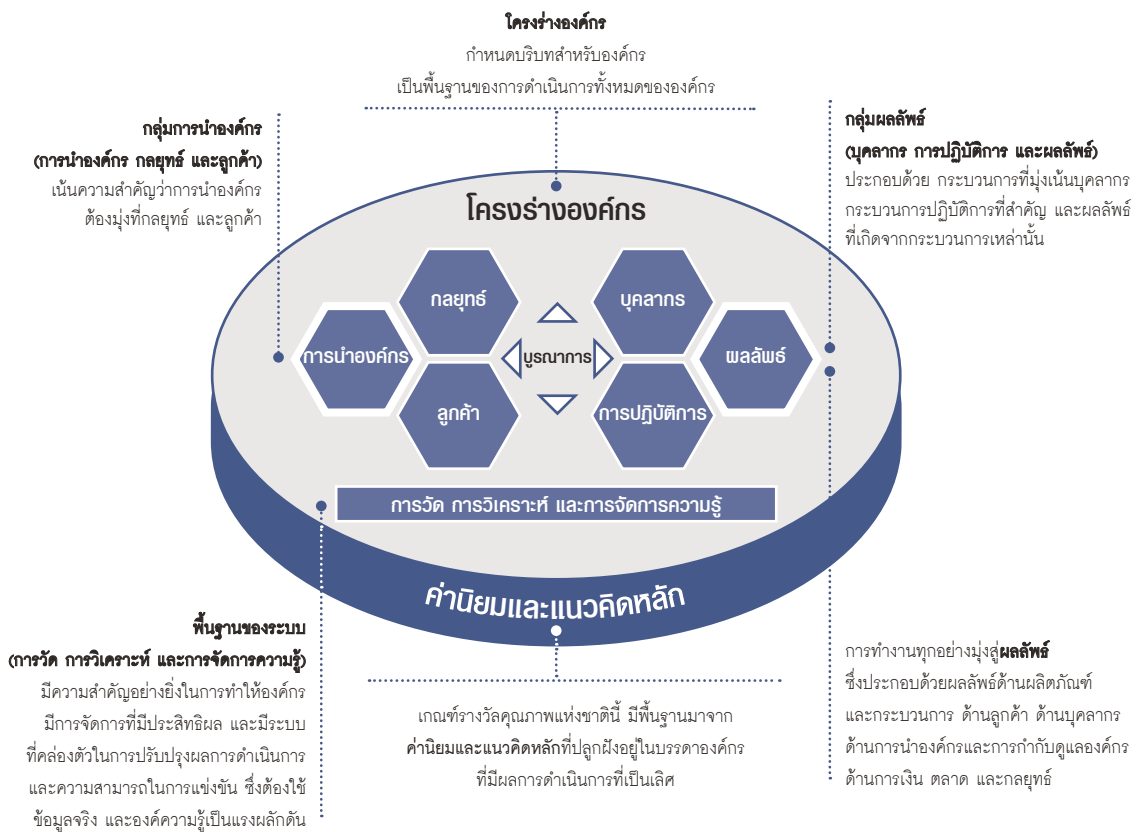 โครงร่างองค์กร
กำหนดบริบทสำหรับองค์กร
เป็นพื้นฐานของการดำเนินการทั้งหมดขององค์กร
กลุ่มการนำองค์กร
(การนำองค์กร กลยุทธ์ และลูกค้า)
เน้นความสำคัญว่าการนำองค์กร
ต้องมุ่งที่กลยุทธ์ และลูกค้า
กลุ่มผลลัพธ์
(บุคลากร การปฏิบัติการ และผลลัพธ์)
ประกอบด้วย กระบวนการที่มุ่งเน้นบุคลากร
กระบวนการปฏิบัติการที่สำคัญ และผลลัพธ์
ที่เกิดจากกระบวนการเหล่านั้น
โครงร่างองค์กร
กลยุทธ์
บุคลากร
การนำองค์กร
บูรณาการ
ผลลัพธ์
ลูกค้า
การปฏิบัติการ
การวัด การวิเคราะห์ และการจัดการความรู้
ค่านิยมและแนวคิดหลัก
พื้นฐานของระบบ
(การวัด การวิเคราะห์ และการจัดการความรู้)
มีความสำคัญอย่างยิ่งในการทำให้องค์กร
มีการจัดการที่มีประสิทธิผล และมีระบบ
ที่คล่องตัวในการปรับปรุงผลการดำเนินการ
และความสามารถในการแข่งขัน ซึ่งต้องใช้
ข้อมูลจริง และองค์ความรู้เป็นแรงผลักดัน
เกณฑ์รางวัลคุณภาพแห่งชาตินี้ มีพื้นฐานมาจาก
ค่านิยมและแนวคิดหลักที่ปลูกฝังอยู่ในบรรดาองค์กร
ที่มีผลการดำเนินการที่เป็นเลิศ
การทำงานทุกอย่างมุ่งสู่ผลลัพธ์
ซึ่งประกอบด้วยผลลัพธ์ด้านผลิตภัณฑ์
และกระบวนการ ด้านลูกค้า ด้านบุคลากร
ด้านการนำองค์กรและการกำกับดูแลองค์กร
ด้านการเงิน ตลาด และกลยุทธ์